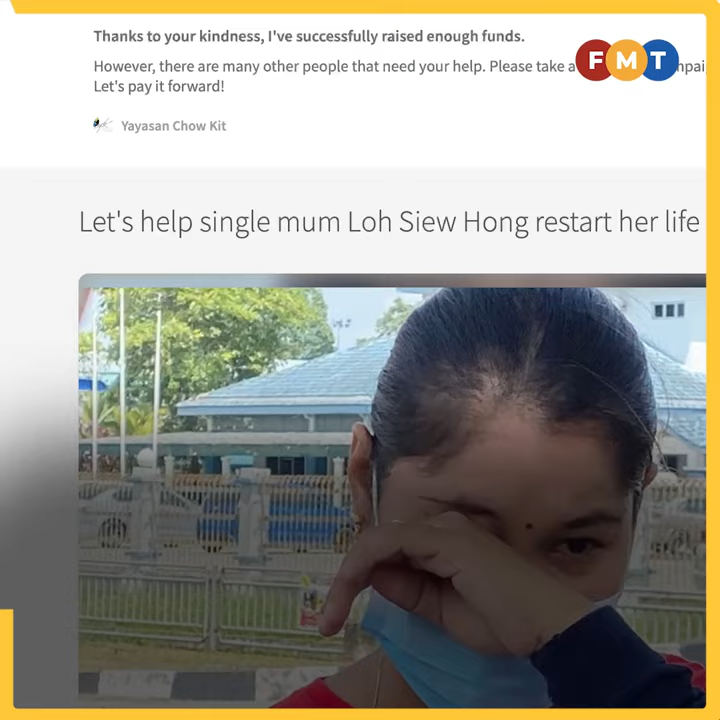 Thanks to your kindness, I've successfully raised enough funds.
However, there are many other people that need your help. Please take a
Let's pay it forward!
FMT
Yayasan Chow Kit
Let's help single mum Loh Siew Hong restart her life